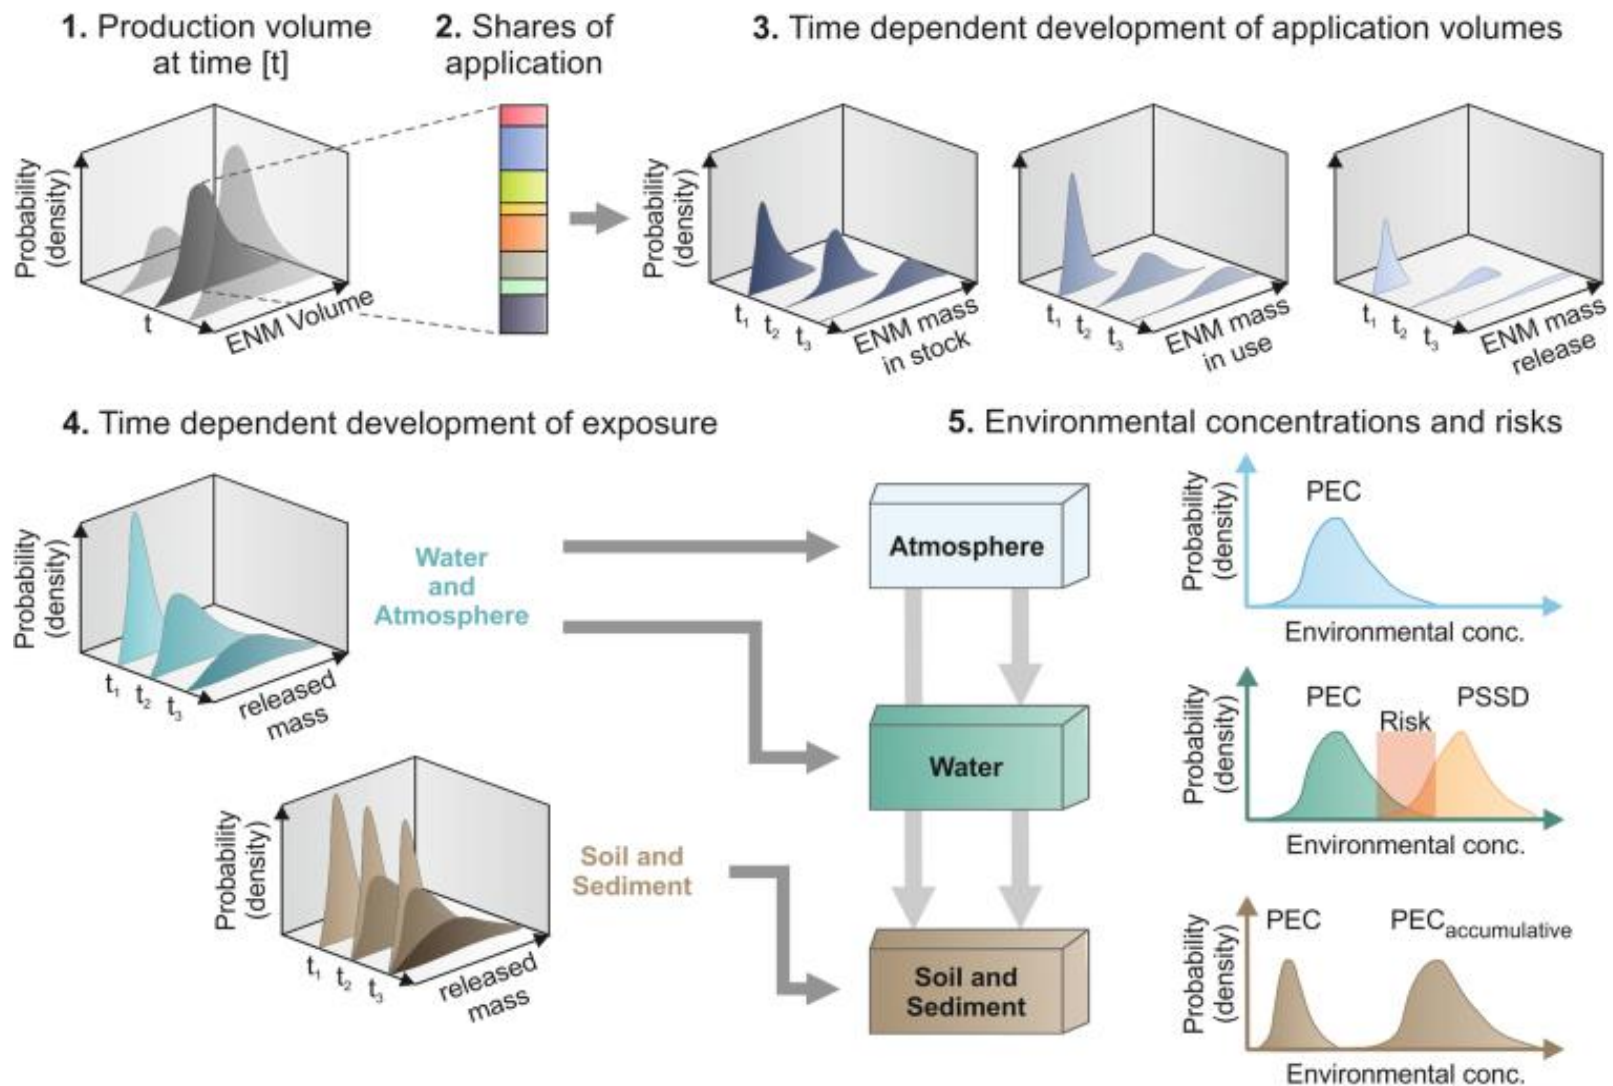 1. Production volume
at time [t]
2. Shares of
application
3. Time dependent development of application volumes
Probability
(density)
t
ENM Volume
Probability
(density)
t₁
t₂
t₃
ENM mass
in stock
t₁
t₂
t₃
ENM mass
in use
t₁
t₂
t₃
ENM mass
release
4. Time dependent development of exposure
5. Environmental concentrations and risks
Probability
(density)
t₁
t₂
t₃
released
mass
Water
and
Atmosphere
Probability
(density)
t₁
t₂
t₃
released
mass
Soil and
Sediment
Atmosphere
Water
Soil and
Sediment
Probability
(density)
PEC
Environmental conc.
Probability
(density)
PEC
Risk
PSSD
Environmental conc.
Probability
(density)
PEC
PECaccumulative
Environmental conc.